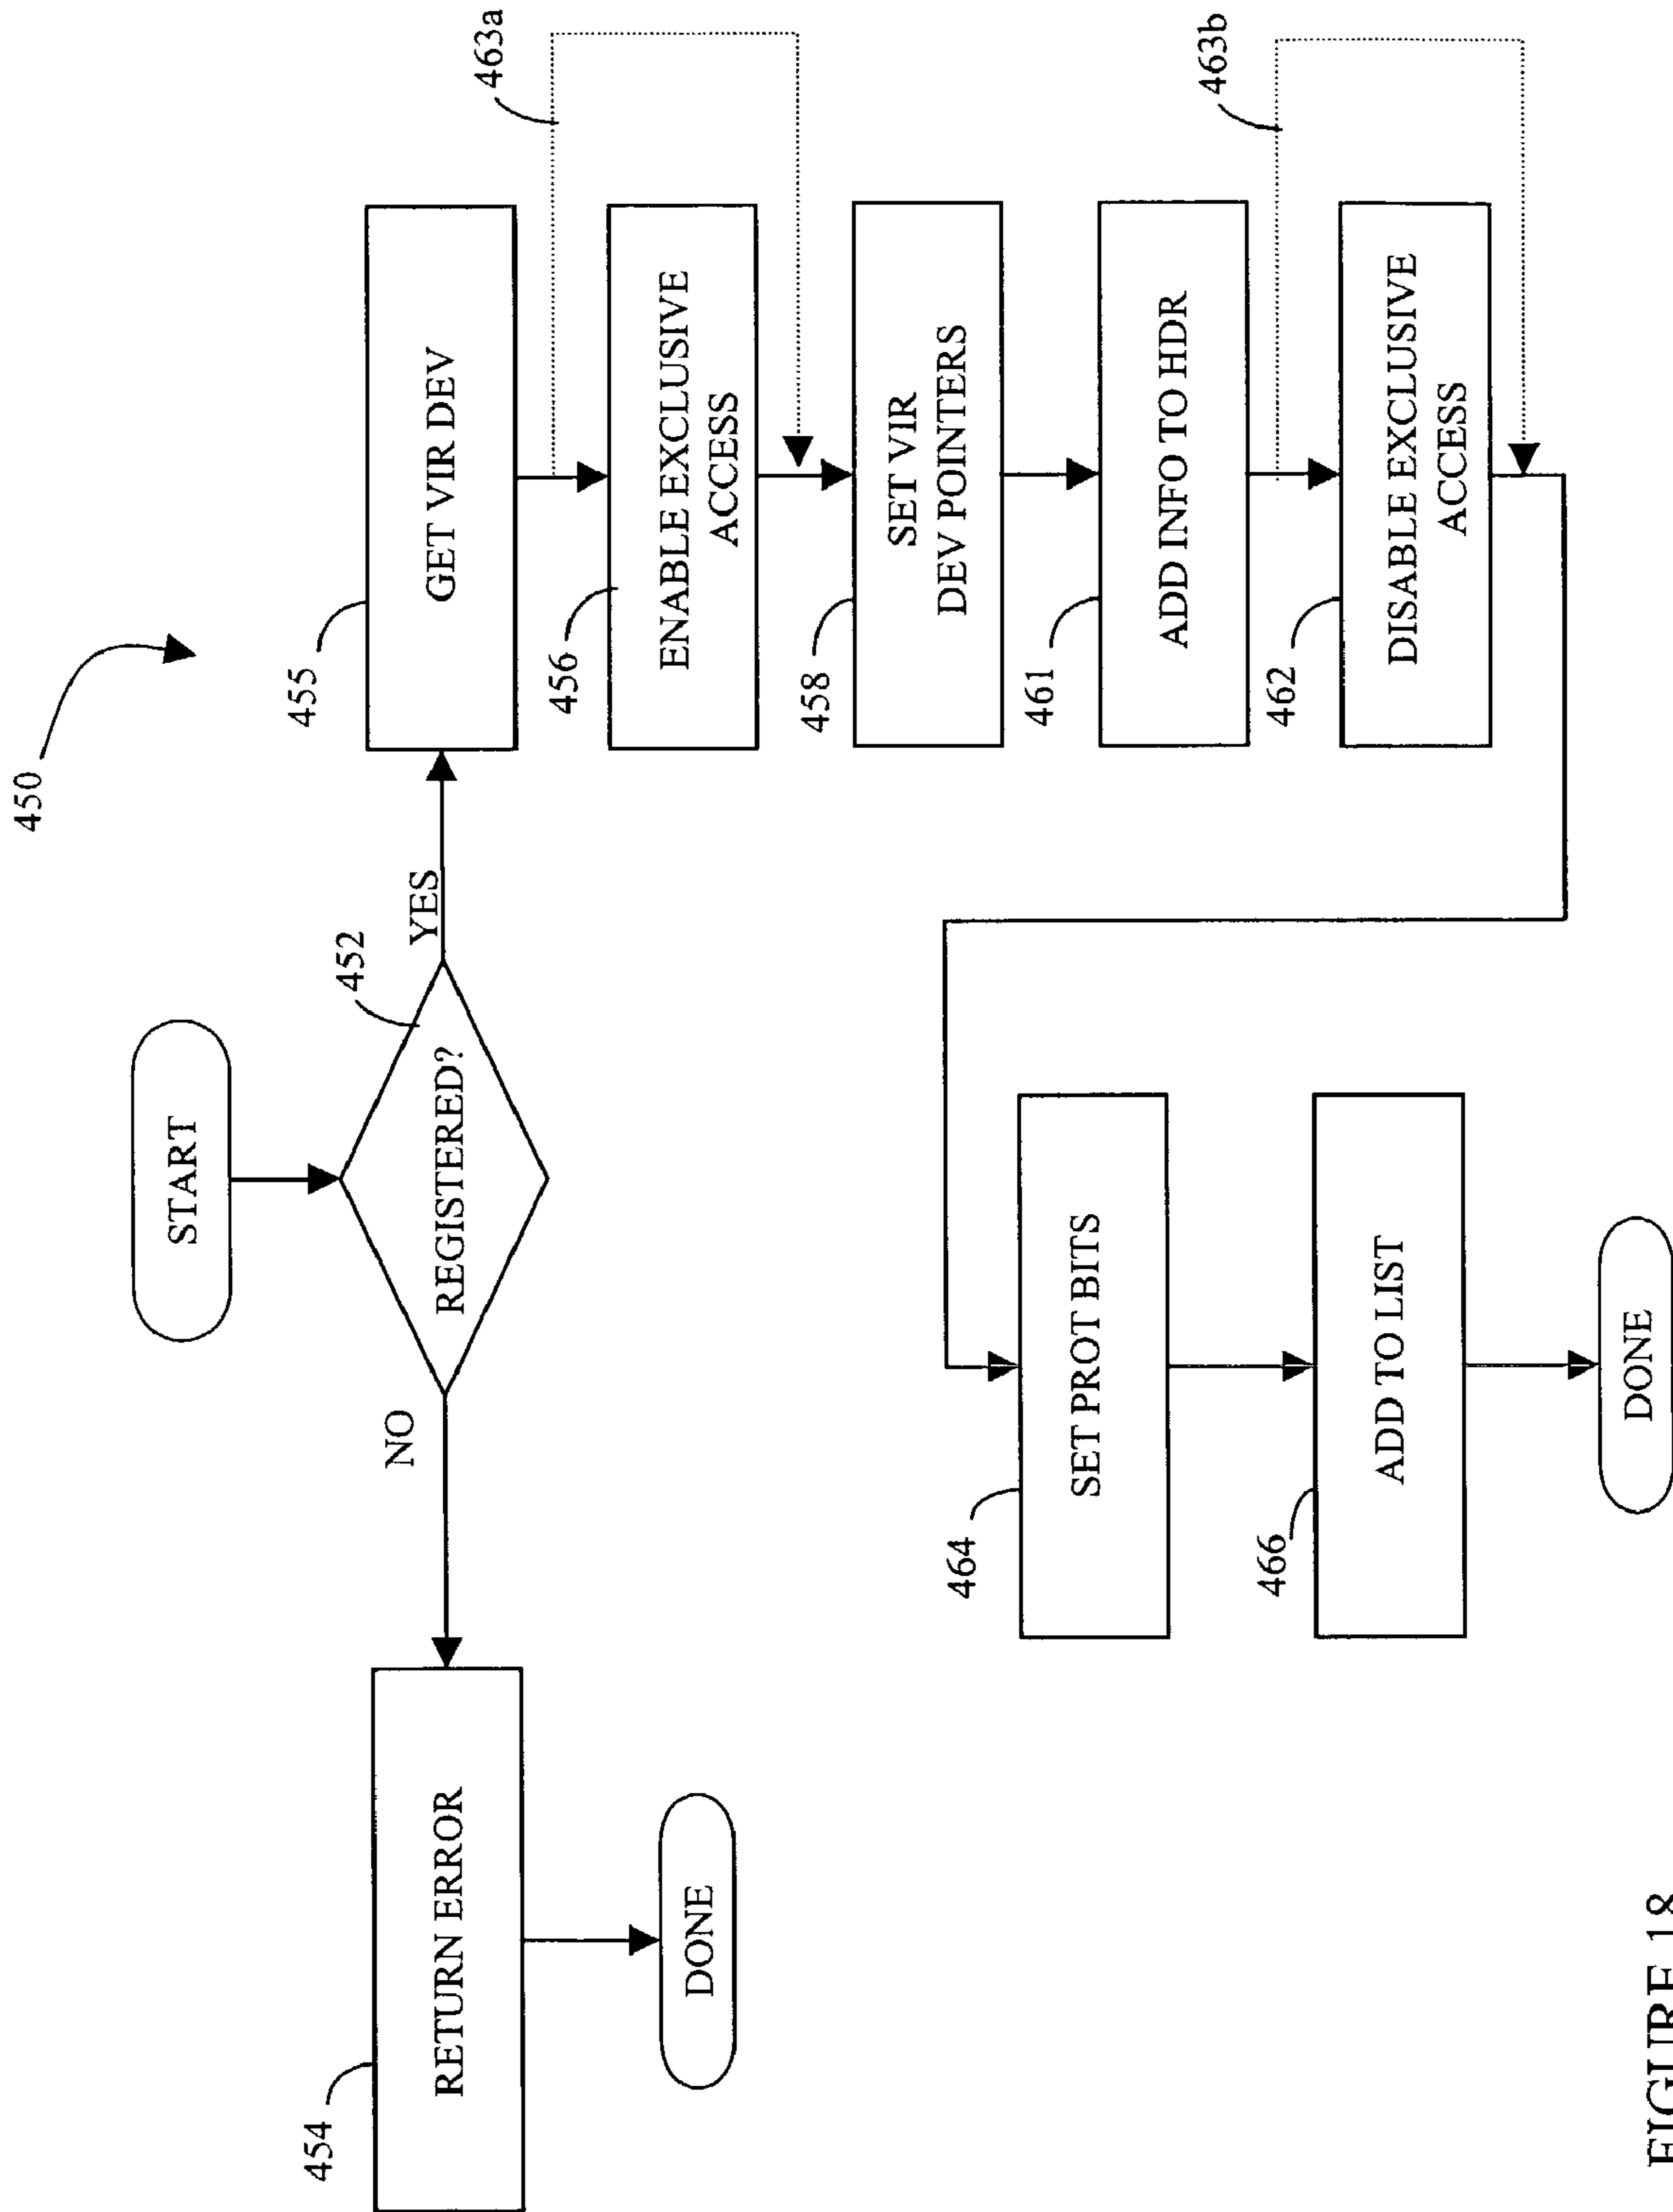 450
START
REGISTERED?
452
NO
YES
454
RETURN ERROR
DONE
455
GET VIR DEV
463a
456
ENABLE EXCLUSIVE
ACCESS
458
SET VIR
DEV POINTERS
461
ADD INFO TO HDR
463b
462
DISABLE EXCLUSIVE
ACCESS
464
SET PROT BITS
466
ADD TO LIST
DONE
FIGURE 18